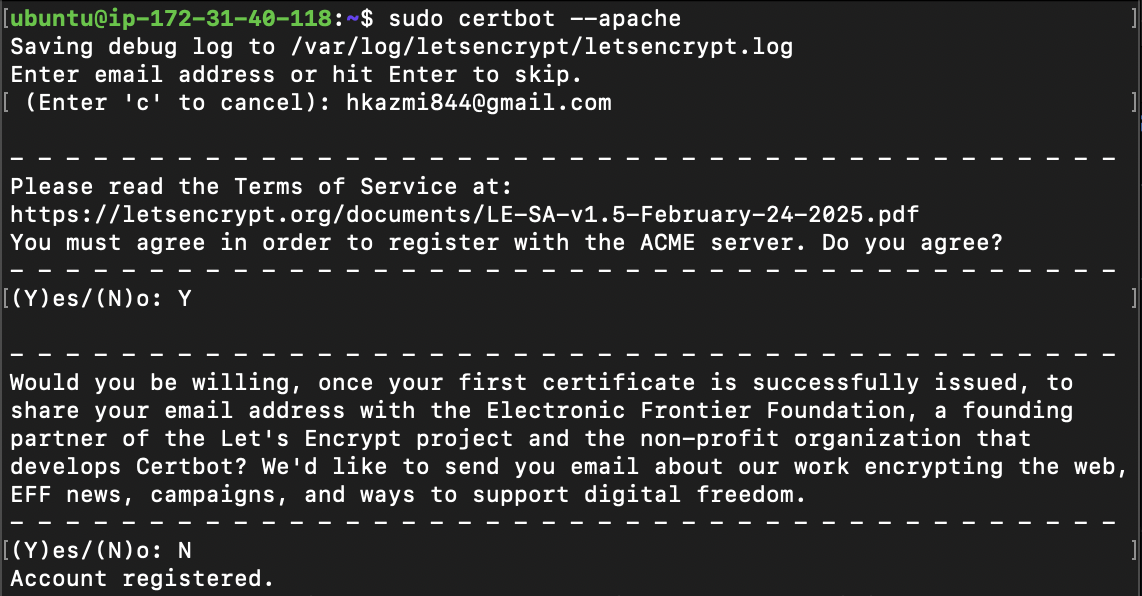 [ubuntu@ip-172-31-40-118:~$ sudo certbot --apache ]
Saving debug log to /var/log/letsencrypt/letsencrypt.log
Enter email address or hit Enter to skip.
[ (Enter 'c' to cancel): hkazmi844@gmail.com ]
- - - - - - - - - - - - - - - - - - - - - - - - - - - - - - - - - - - - - - - -
Please read the Terms of Service at:
https://letsencrypt.org/documents/LE-SA-v1.5-February-24-2025.pdf
You must agree in order to register with the ACME server. Do you agree?
- - - - - - - - - - - - - - - - - - - - - - - - - - - - - - - - - - - - - - - -
[(Y)es/(N)o: Y ]
- - - - - - - - - - - - - - - - - - - - - - - - - - - - - - - - - - - - - - - -
Would you be willing, once your first certificate is successfully issued, to
share your email address with the Electronic Frontier Foundation, a founding
partner of the Let's Encrypt project and the non-profit organization that
develops Certbot? We'd like to send you email about our work encrypting the web,
EFF news, campaigns, and ways to support digital freedom.
- - - - - - - - - - - - - - - - - - - - - - - - - - - - - - - - - - - - - - - -
[(Y)es/(N)o: N ]
Account registered.